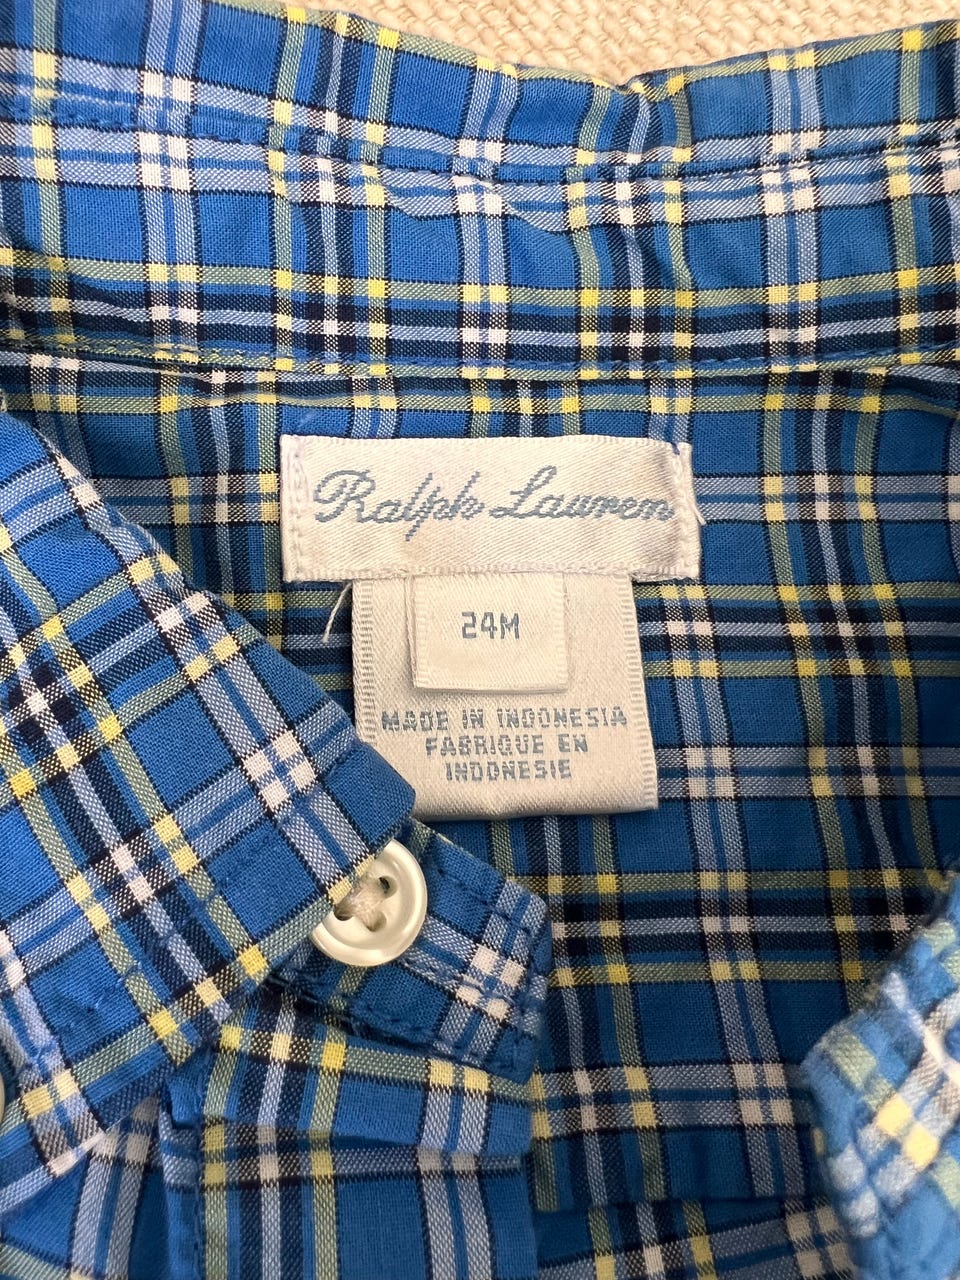 Ralph Lauren
24M
MADE IN INDONESIA
FABRIQUE EN
INDONESIE